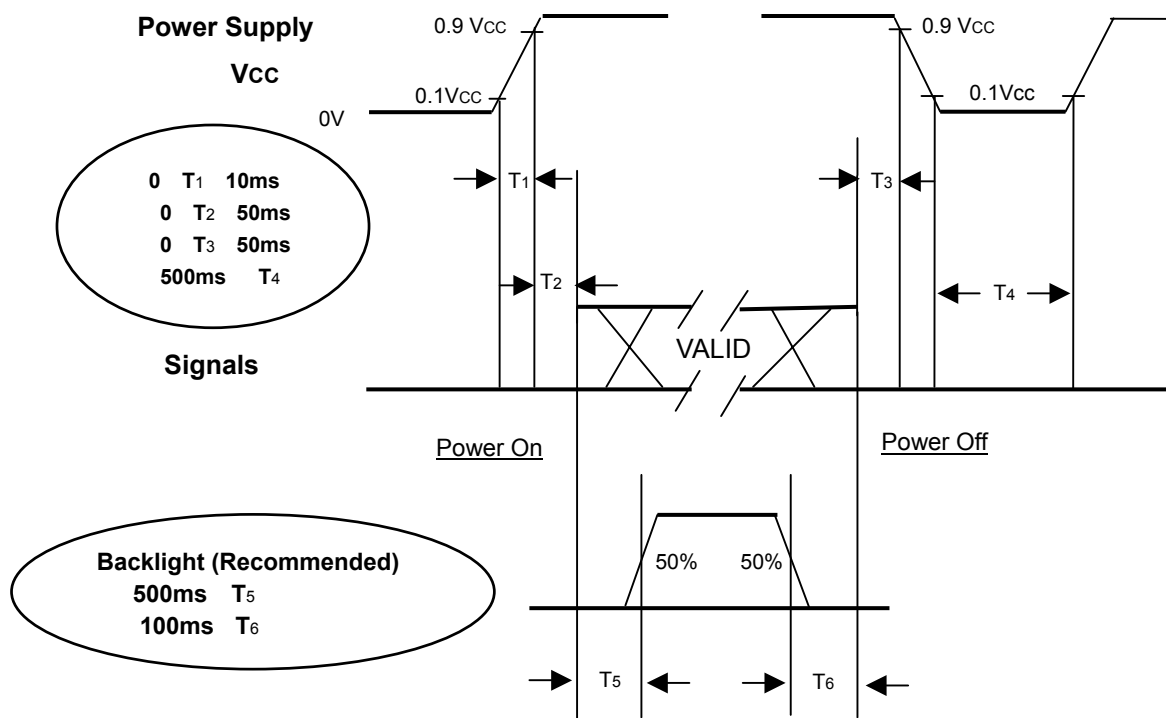 Power Supply
VCC
0.9 VCC
0.9 VCC
0.1VCC
0.1Vcc
0V
0 T1 10ms
0 T2 50ms
0 T3 50ms
500ms T4
T1
T3
T2
T4
Signals
VALID
Power On
Power Off
Backlight (Recommended)
500ms T5
100ms T6
50%
50%
T5
T6